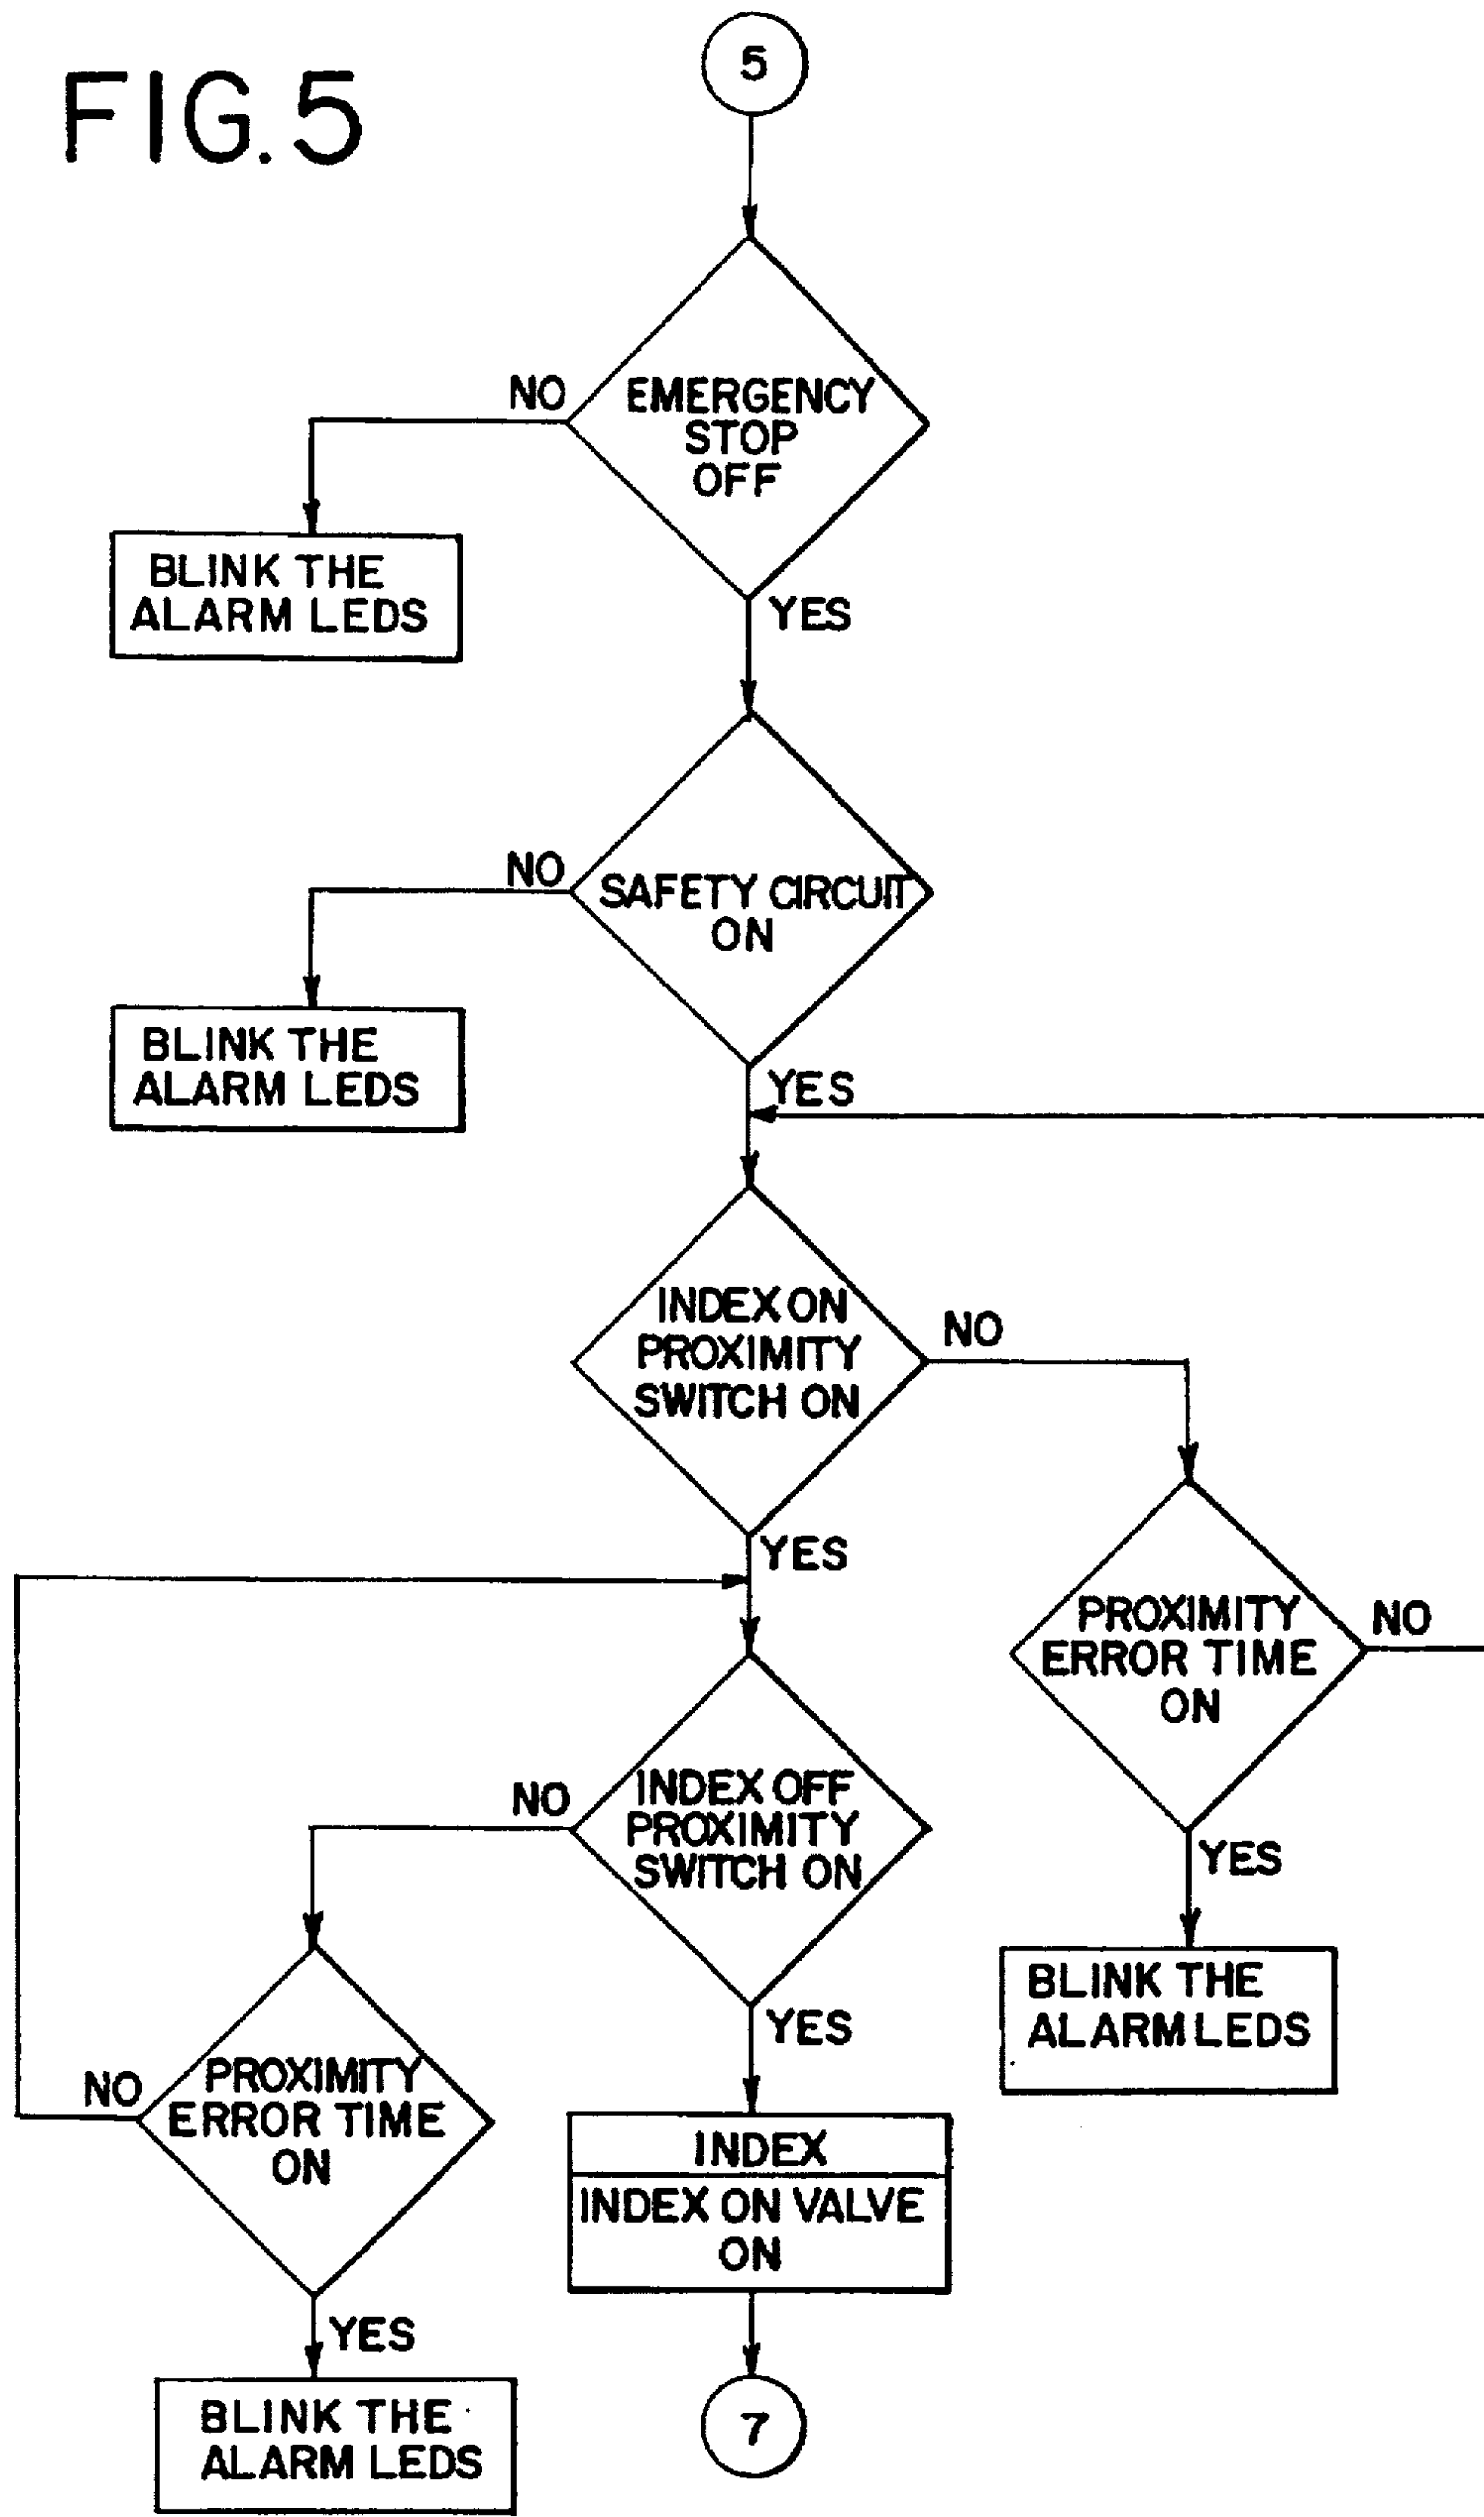 FIG.5
5
EMERGENCY
STOP
OFF
NO
BLINK THE
ALARM LEDS
YES
SAFETY CIRCUIT
ON
NO
BLINK THE
ALARM LEDS
YES
INDEX ON
PROXIMITY
SWITCH ON
NO
YES
PROXIMITY
ERROR TIME
ON
NO
YES
BLINK THE
ALARM LEDS
INDEX OFF
PROXIMITY
SWITCH ON
NO
YES
PROXIMITY
ERROR TIME
ON
NO
YES
BLINK THE
ALARM LEDS
INDEX
INDEX ON VALVE
ON
7